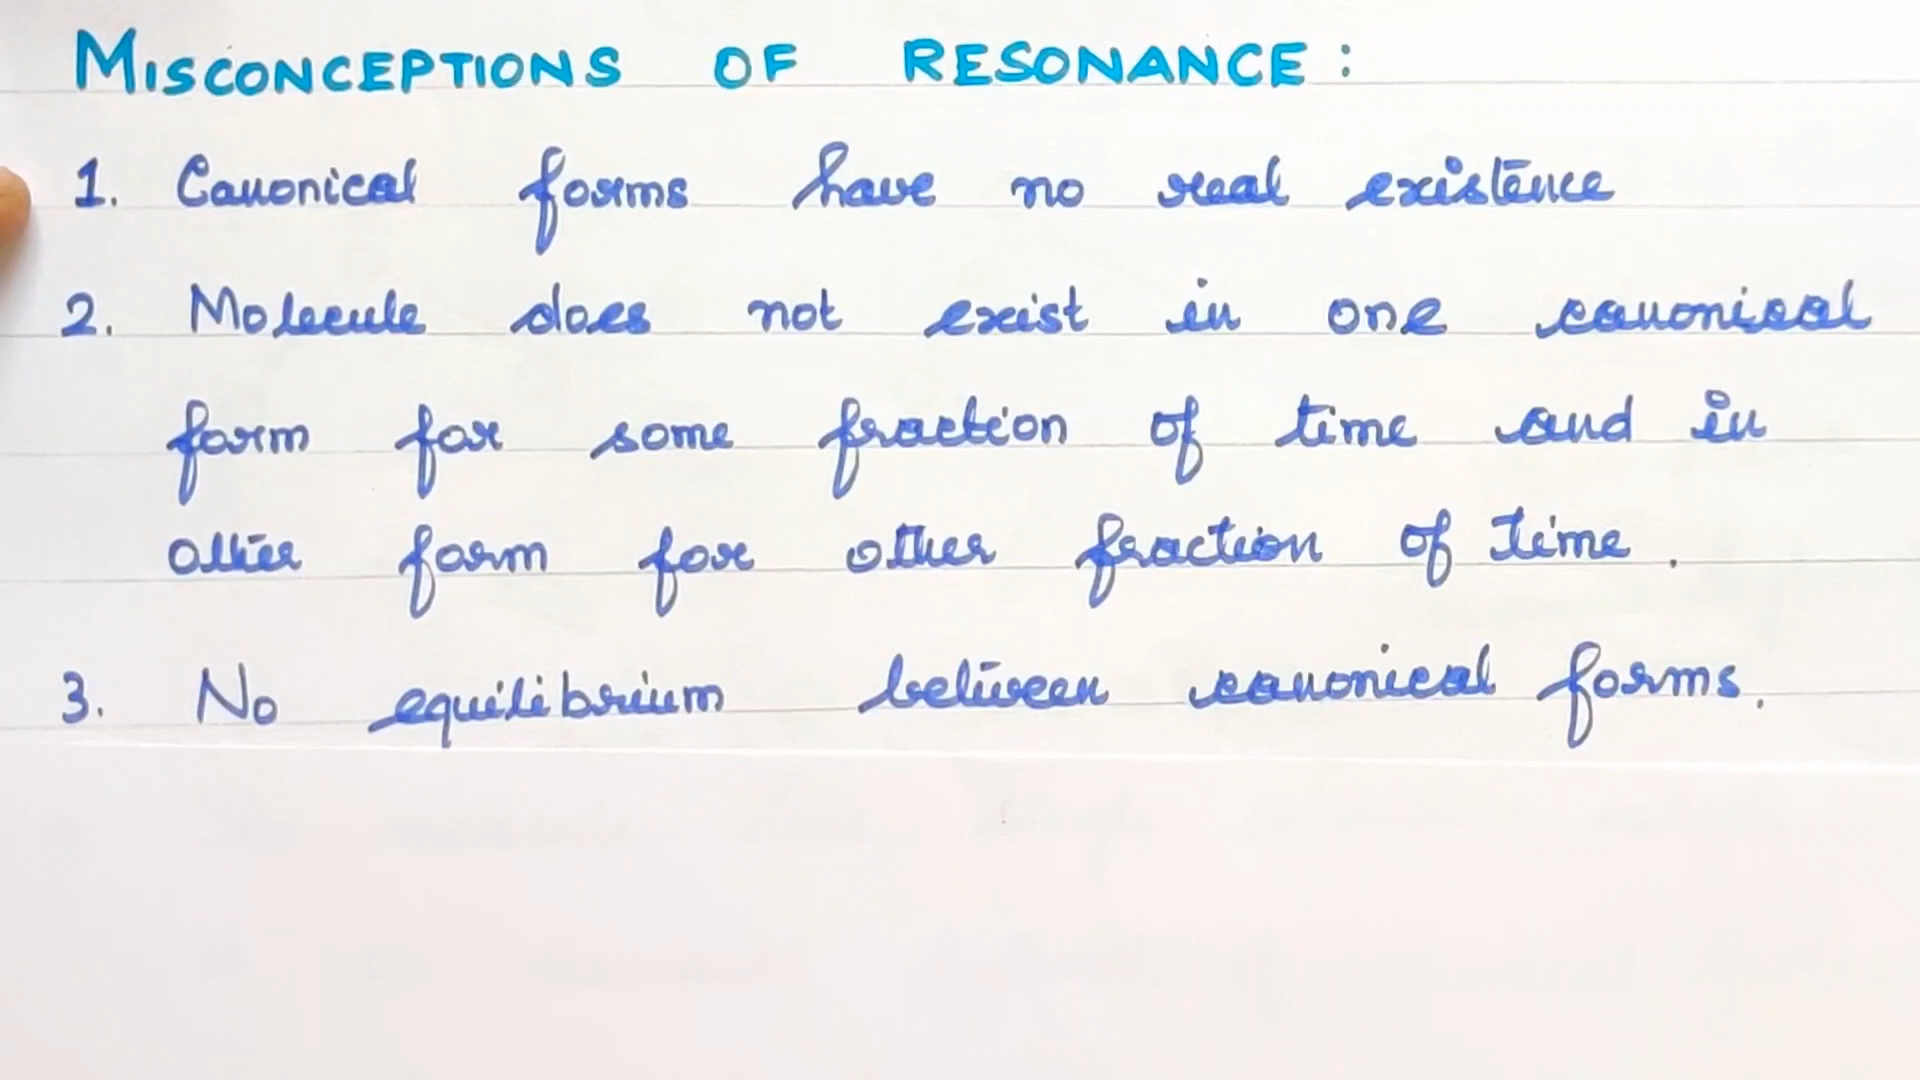 MISCONCEPTIONS OF RESONANCE:
1. Canonical forms have no real existence
2. Molecule does not exist in one canonical
form for some fraction of time and in
other form for other fraction of time.
3. No equilibrium between canonical forms.